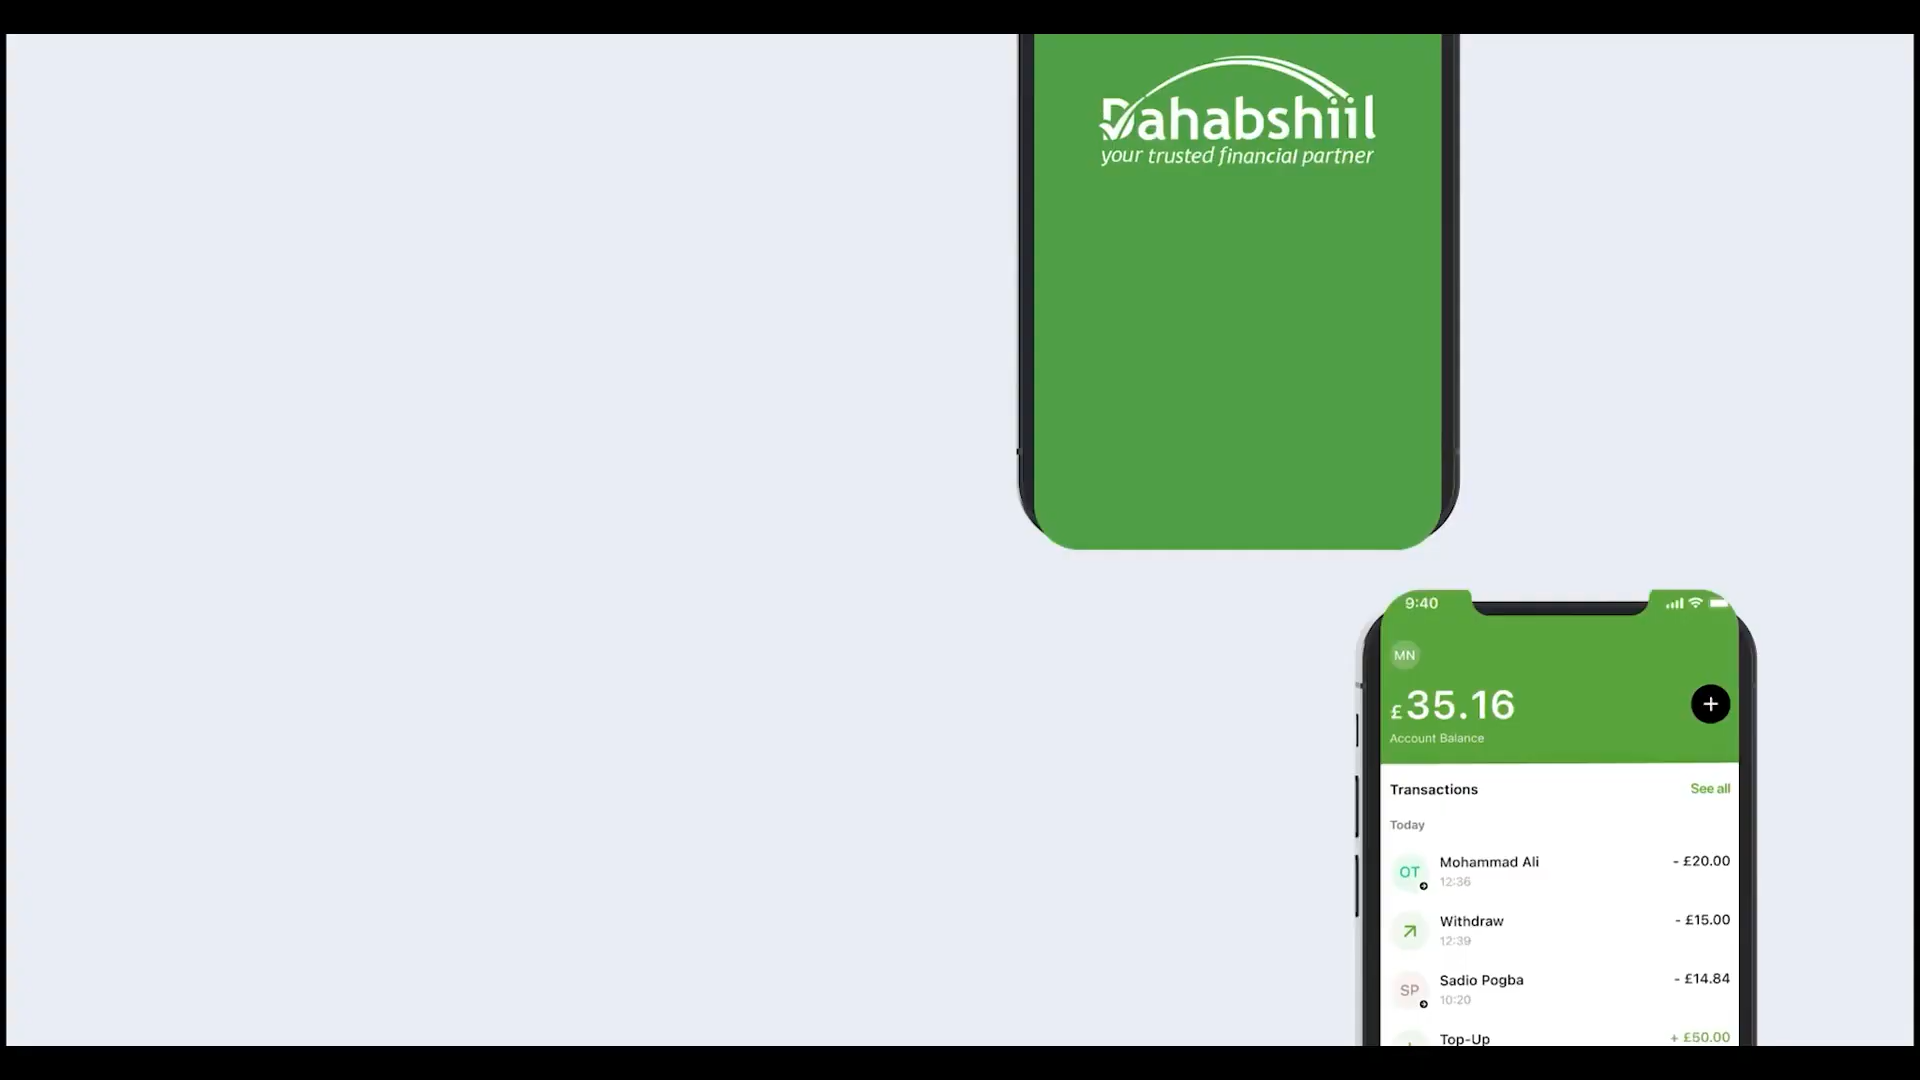 Dahabshiil
your trusted financial partner
9:40
MN
£35.16
Account Balance
Transactions See all
Today
OT Mohammad Ali - £20.00
12:36
Withdraw - £15.00
12:39
SP Sadio Pogba - £14.84
10:20
Top-Up + £50.00